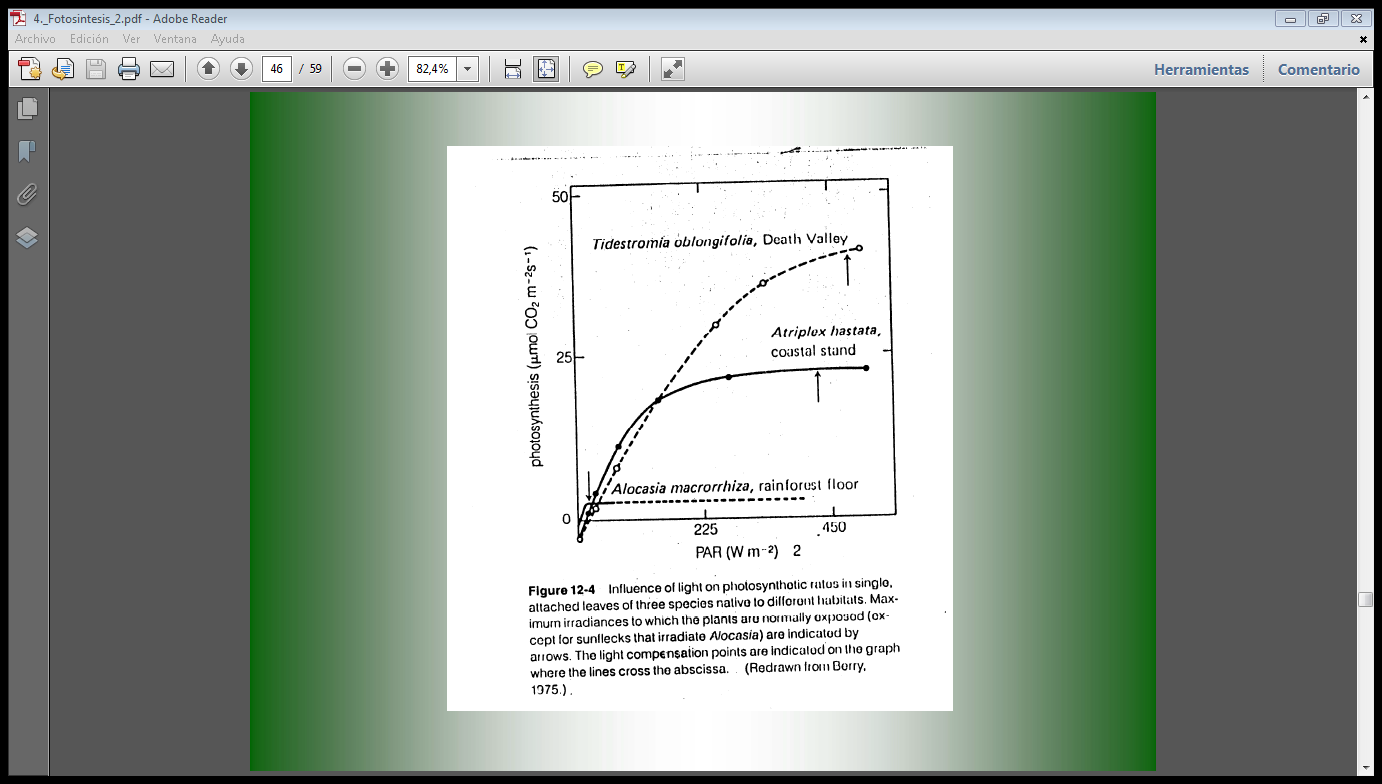 4._Fotosintesis_2.pdf - Adobe Reader
Archivo Edición Ver Ventana Ayuda
46 / 59 82,4% Herramientas Comentario
50
Tidestromia oblongifolia, Death Valley
photosynthesis (µmol CO2 m⁻²s⁻¹)
Atriplex hastata,
coastal stand
25
Alocasia macrorrhiza, rainforest floor
0
225 450
PAR (W m⁻²) 2
Figure 12-4 Influence of light on photosynthetic rates in single,
attached leaves of three species native to different habitats. Max-
imum irradiances to which the plants are normally exposed (ex-
cept for sunflecks that irradiate Alocasia) are indicated by
arrows. The light compensation points are indicated on the graph
where the lines cross the abscissa. (Redrawn from Berry,
1975.)